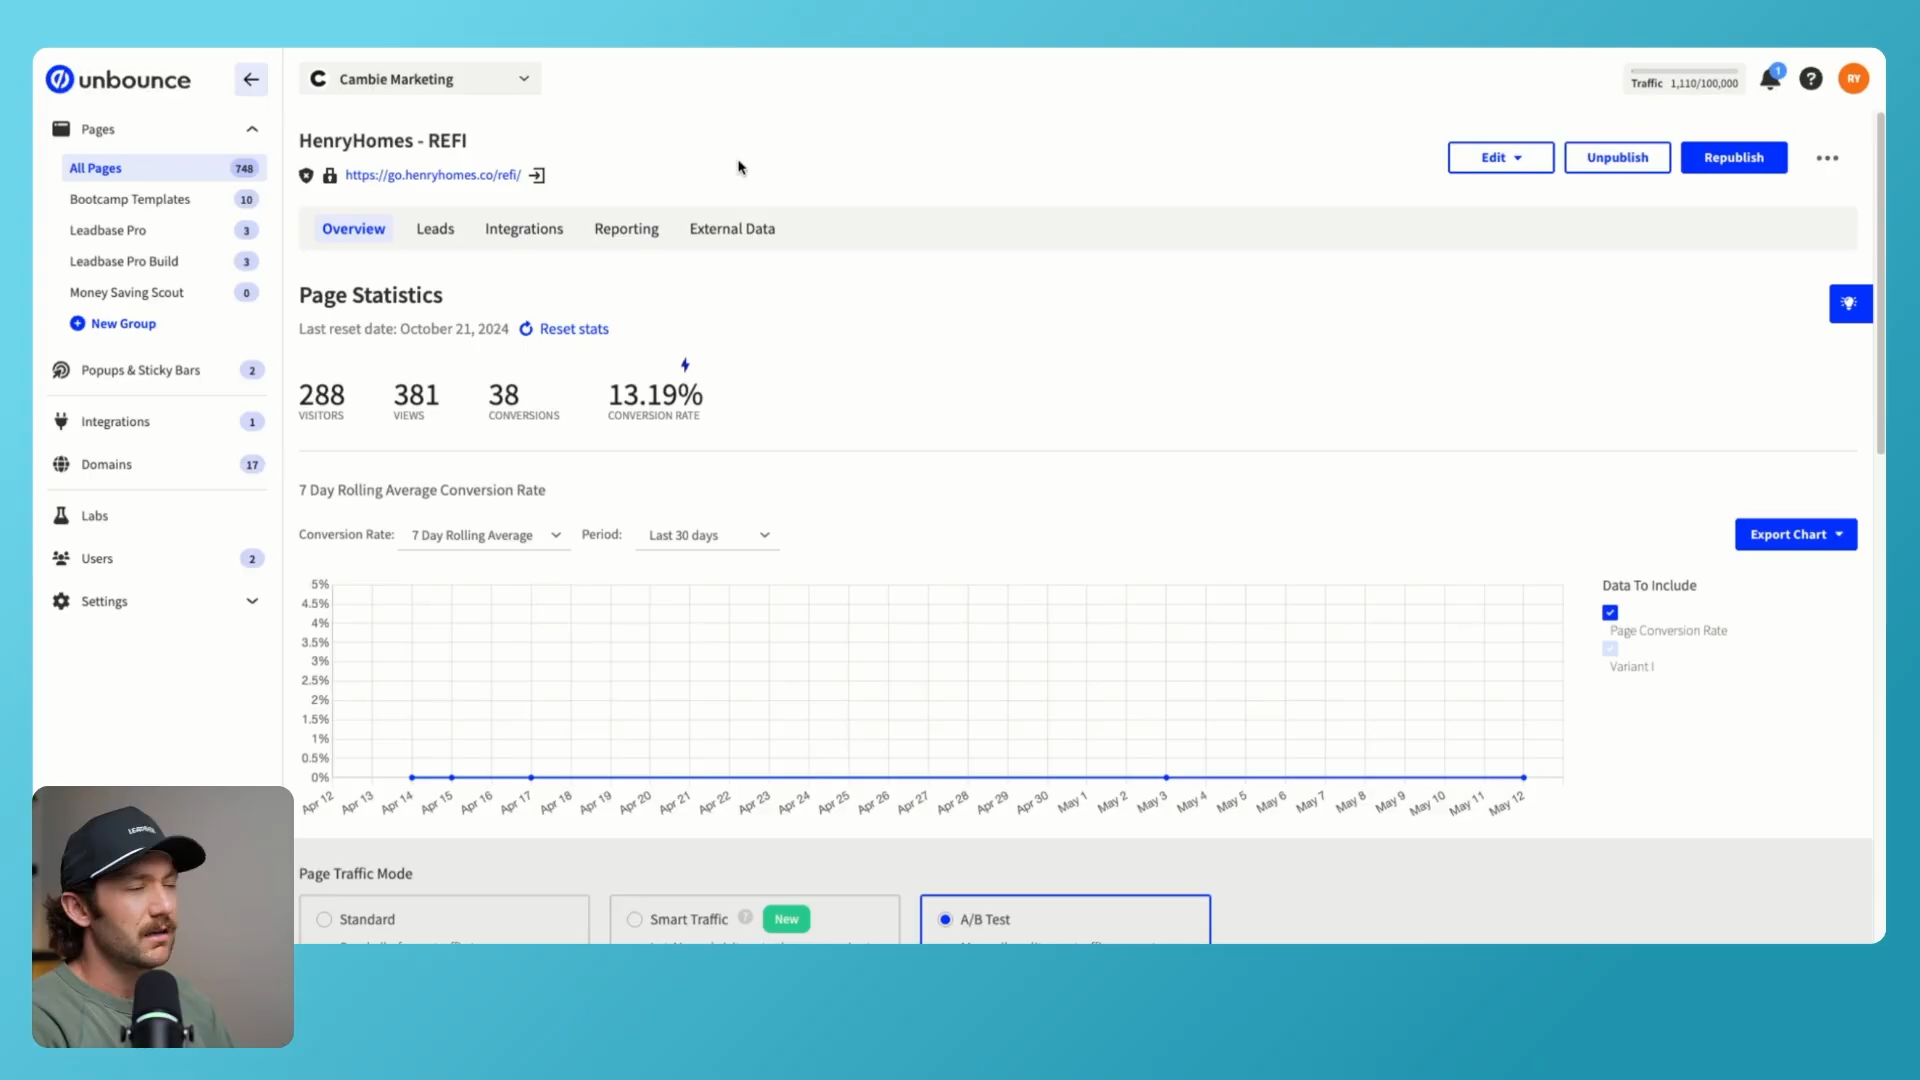 unbounce
Pages
All Pages 748
Bootcamp Templates 10
Leadbase Pro 3
Leadbase Pro Build 3
Money Saving Scout 0
New Group
Popups & Sticky Bars 2
Integrations 1
Domains 17
Labs
Users 2
Settings
C Cambie Marketing
Traffic 1,110/100,000
1
?
RY
HenryHomes - REFI
https://go.henryhomes.co/refi/
Edit
Unpublish
Republish
Overview Leads Integrations Reporting External Data
Page Statistics
Last reset date: October 21, 2024 Reset stats
288 381 38 13.19%
VISITORS VIEWS CONVERSIONS CONVERSION RATE
7 Day Rolling Average Conversion Rate
Conversion Rate: 7 Day Rolling Average Period: Last 30 days
Export Chart
5%
4.5%
4%
3.5%
3%
2.5%
2%
1.5%
1%
0.5%
0%
Apr 12 Apr 13 Apr 14 Apr 15 Apr 16 Apr 17 Apr 18 Apr 19 Apr 20 Apr 21 Apr 22 Apr 23 Apr 24 Apr 25 Apr 26 Apr 27 Apr 28 Apr 29 Apr 30 May 1 May 2 May 3 May 4 May 5 May 6 May 7 May 8 May 9 May 10 May 11 May 12
Data To Include
Page Conversion Rate
Variant I
Page Traffic Mode
Standard
Smart Traffic ? New
A/B Test